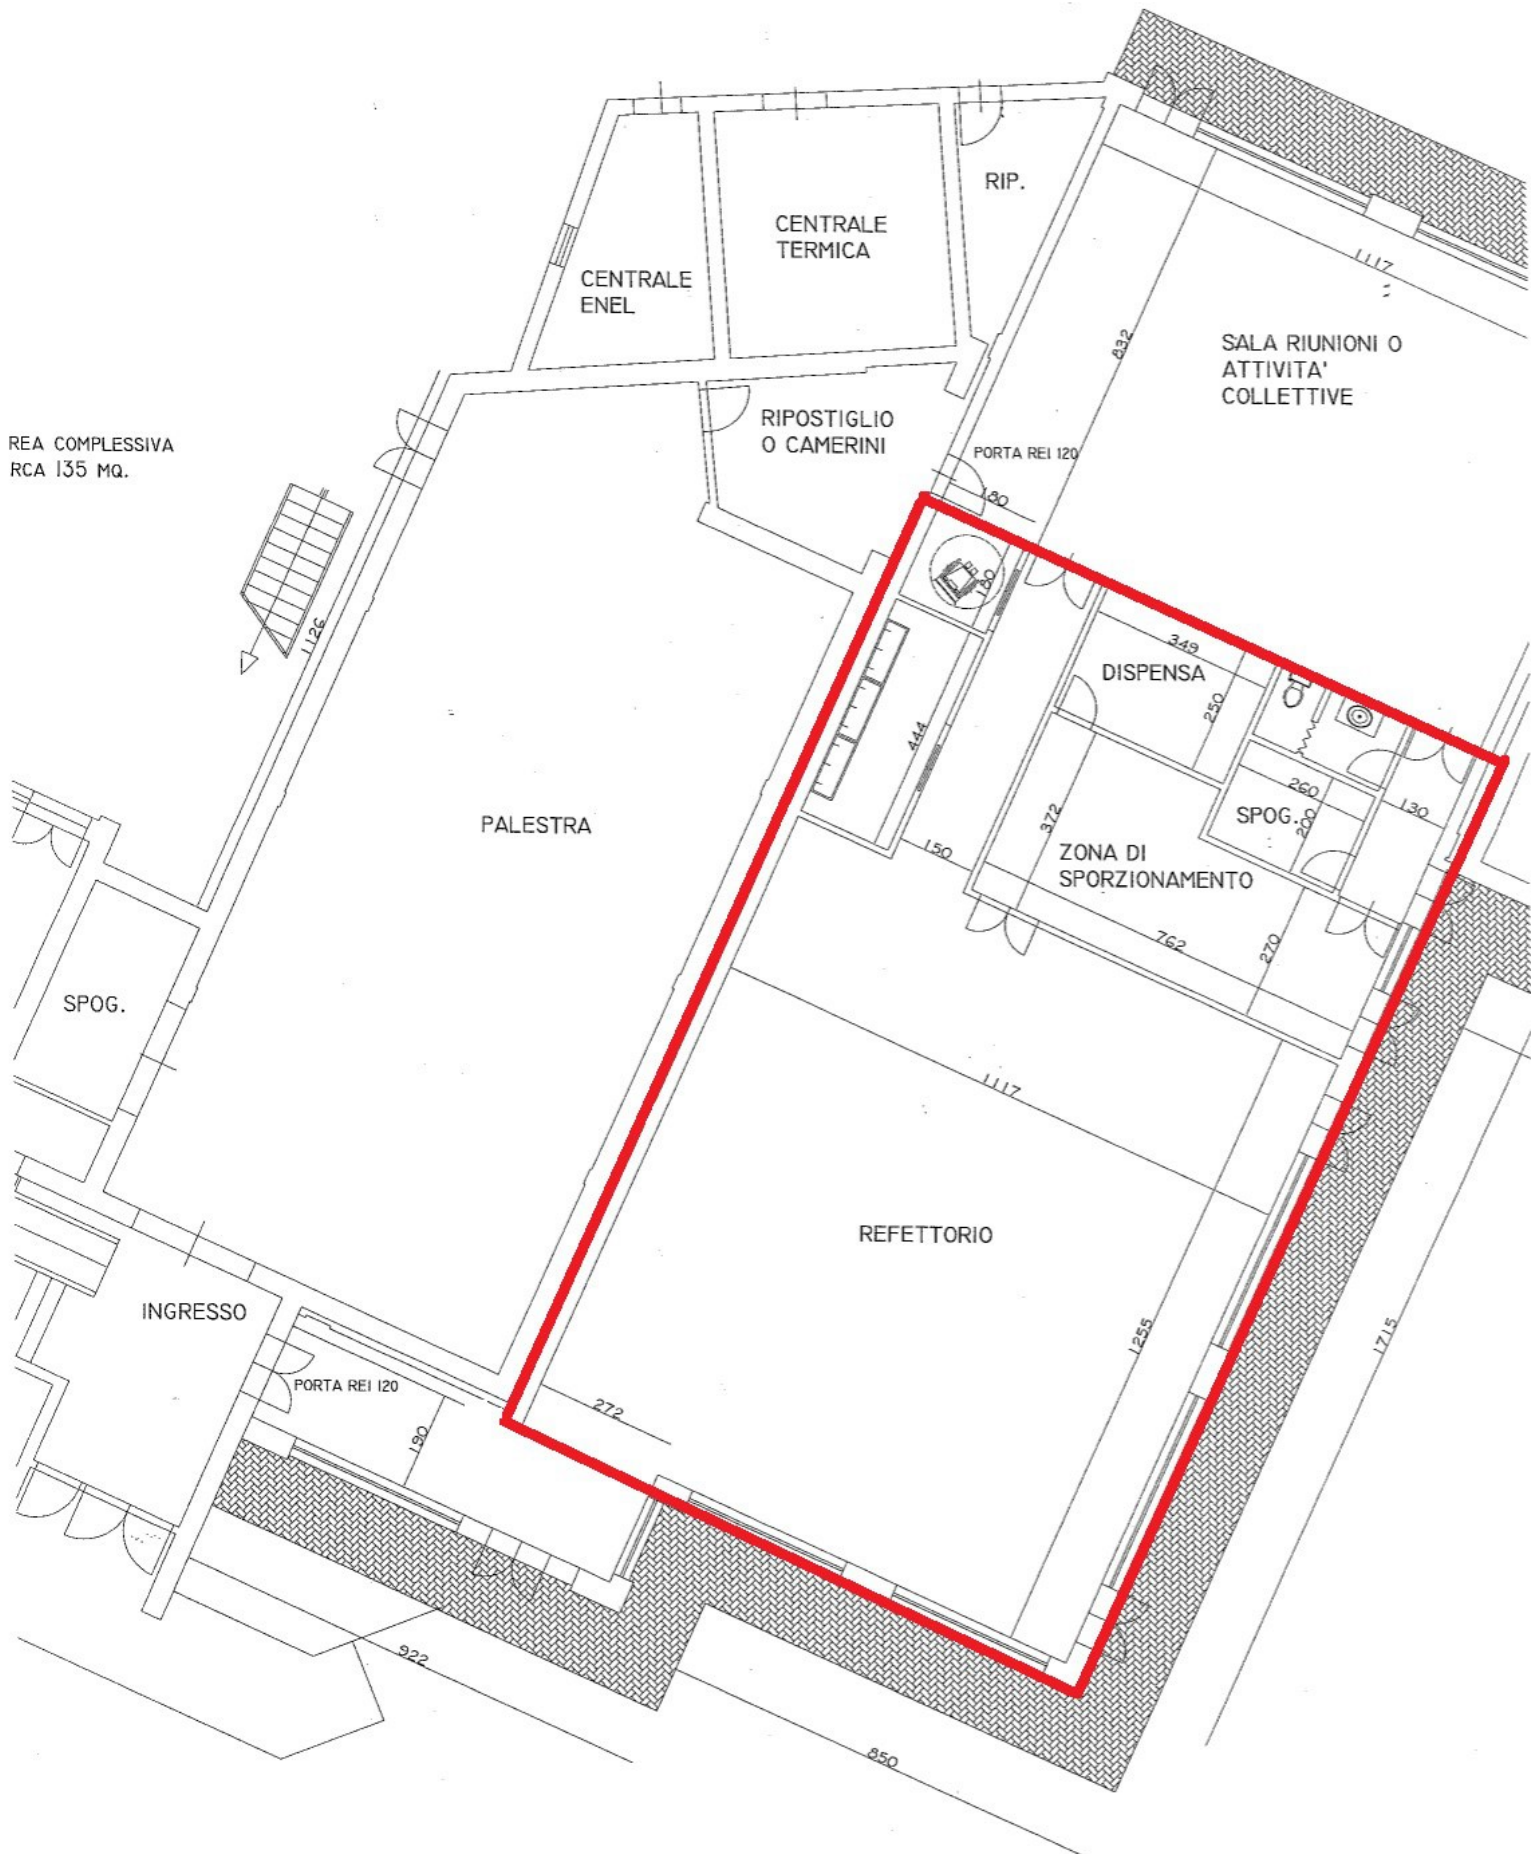 RIP.
CENTRALE
TERMICA
CENTRALE
ENEL
1117
832
SALA RIUNIONI O
ATTIVITA'
COLLETTIVE
RIPOSTIGLIO
O CAMERINI
REA COMPLESSIVA
RCA 135 MQ.
PORTA REI 120
180
180
1126
349
DISPENSA
250
444
PALESTRA
260
SPOG.
200
130
372
150
ZONA DI
SPORZIONAMENTO
762
270
SPOG.
1117
REFETTORIO
INGRESSO
1255
1715
PORTA REI 120
272
190
922
850